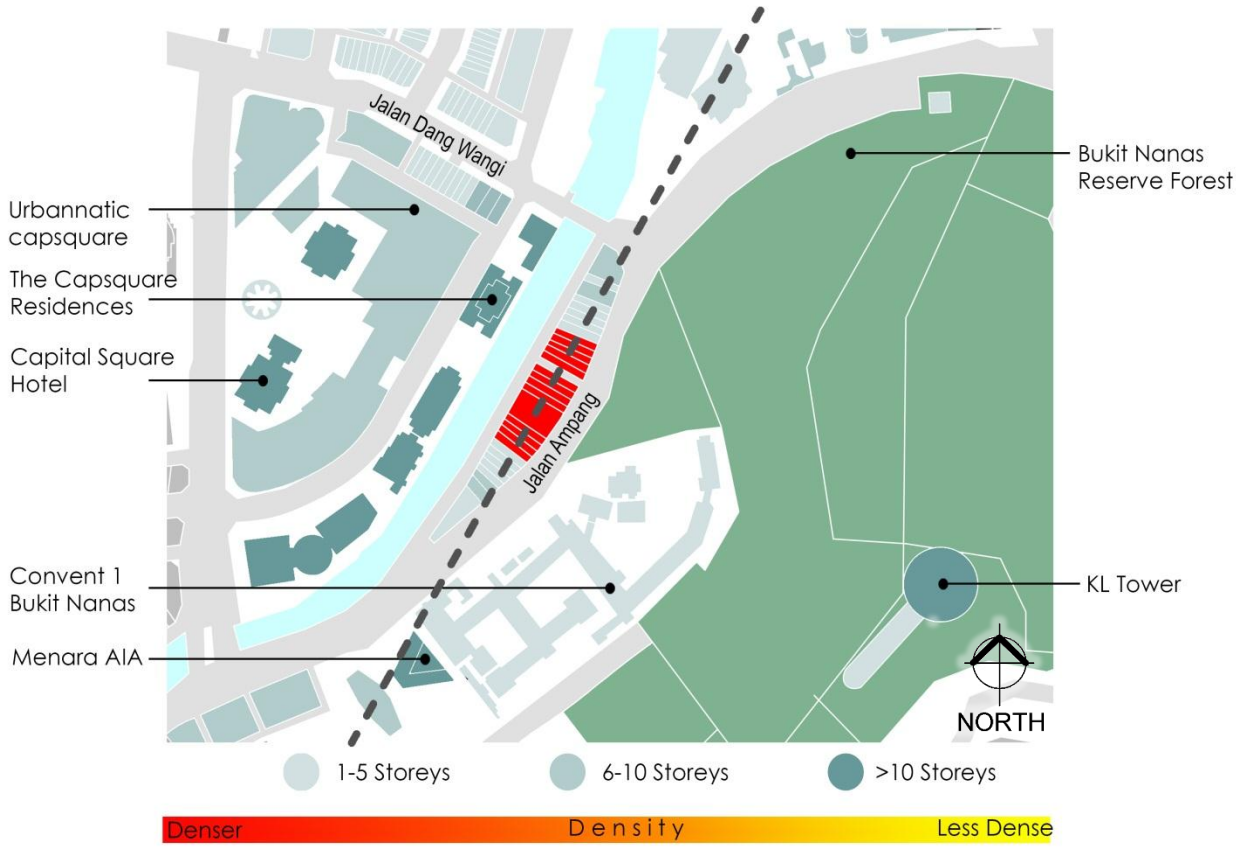 Jalan Dang Wangi
Bukit Nanas
Reserve Forest
Urbannatic
capsquare
The Capsquare
Residences
Capital Square
Hotel
Jalan Ampang
Convent 1
Bukit Nanas
KL Tower
Menara AIA
NORTH
1-5 Storeys
6-10 Storeys
>10 Storeys
Denser
Density
Less Dense